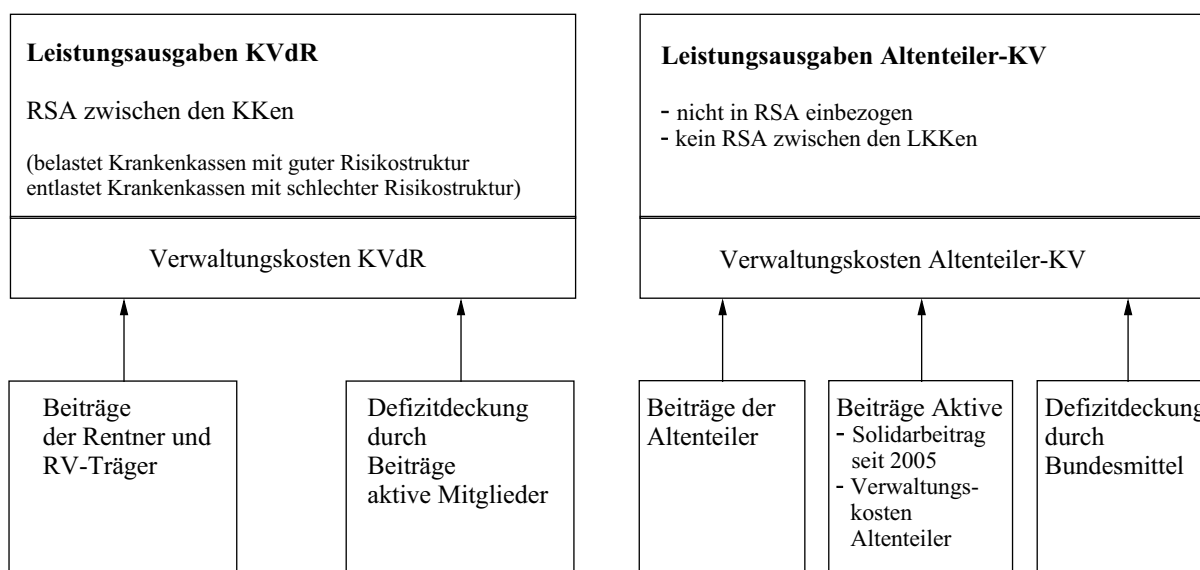 Leistungsausgaben KVdR
RSA zwischen den KKen
(belastet Krankenkassen mit guter Risikostruktur
entlastet Krankenkassen mit schlechter Risikostruktur)
Verwaltungskosten KVdR
Leistungsausgaben Altenteiler-KV
- nicht in RSA einbezogen
- kein RSA zwischen den LKKen
Verwaltungskosten Altenteiler-KV
Beiträge
der Rentner und
RV-Träger
Defizitdeckung
durch
Beiträge
aktive Mitglieder
Beiträge der
Altenteiler
Beiträge Aktive
- Solidarbeitrag
seit 2005
- Verwaltungs-
kosten
Altenteiler
Defizitdeckung
durch
Bundesmittel